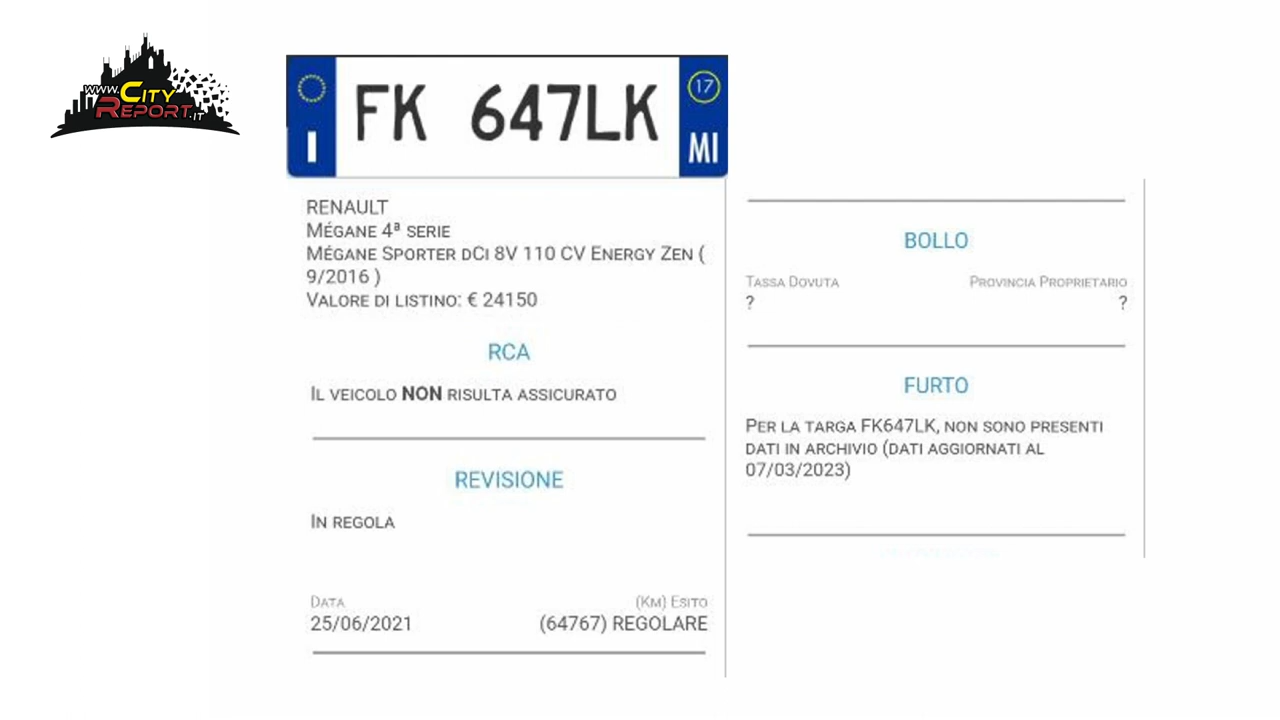 www.City
Report.it
I
FK 647LK
17
MI
RENAULT
Mégane 4ª serie
Mégane Sporter dCi 8V 110 CV Energy Zen (
9/2016 )
Valore di listino: € 24150
RCA
Il veicolo NON risulta assicurato
REVISIONE
In regola
Data
(Km) Esito
25/06/2021
(64767) REGOLARE
BOLLO
Tassa Dovuta
Provincia Proprietario
?
?
FURTO
Per la targa FK647LK, non sono presenti
dati in archivio (dati aggiornati al
07/03/2023)